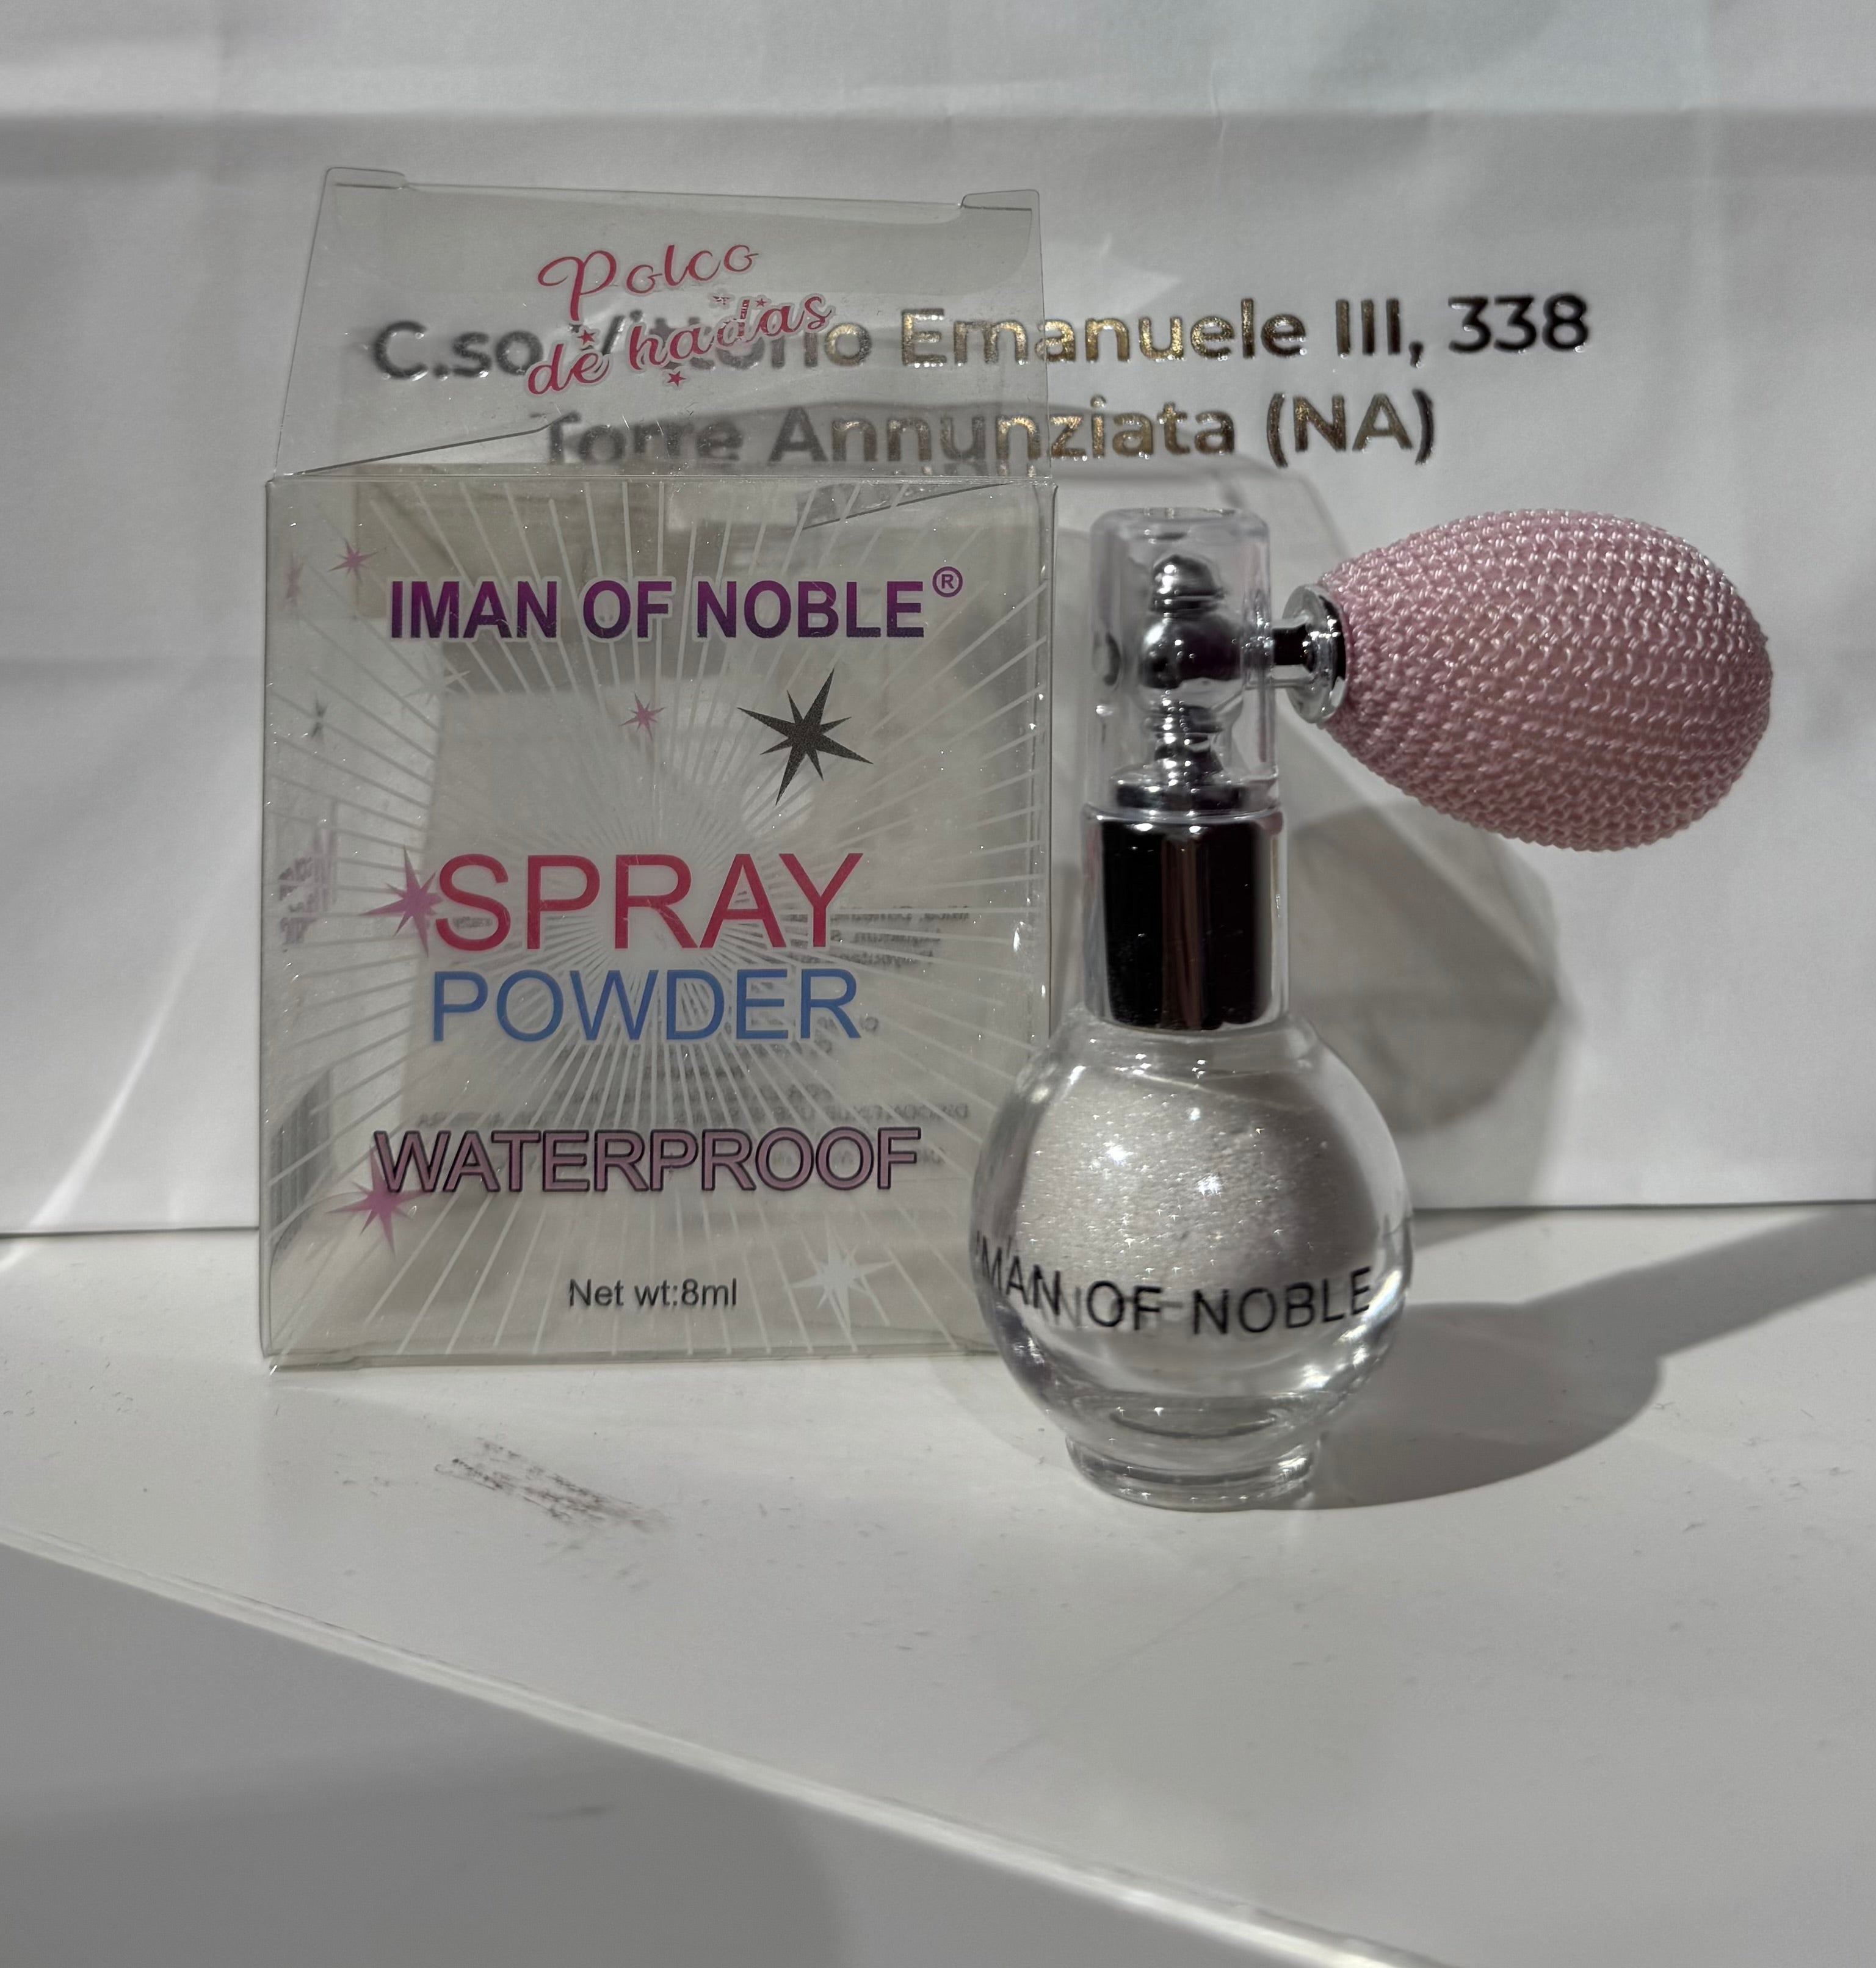 Polco
de hadas
C.so Vittorio Emanuele III, 338
Torre Annunziata (NA)
IMAN OF NOBLE®
SPRAY
POWDER
WATERPROOF
Net wt:8ml
IMAN OF NOBLE